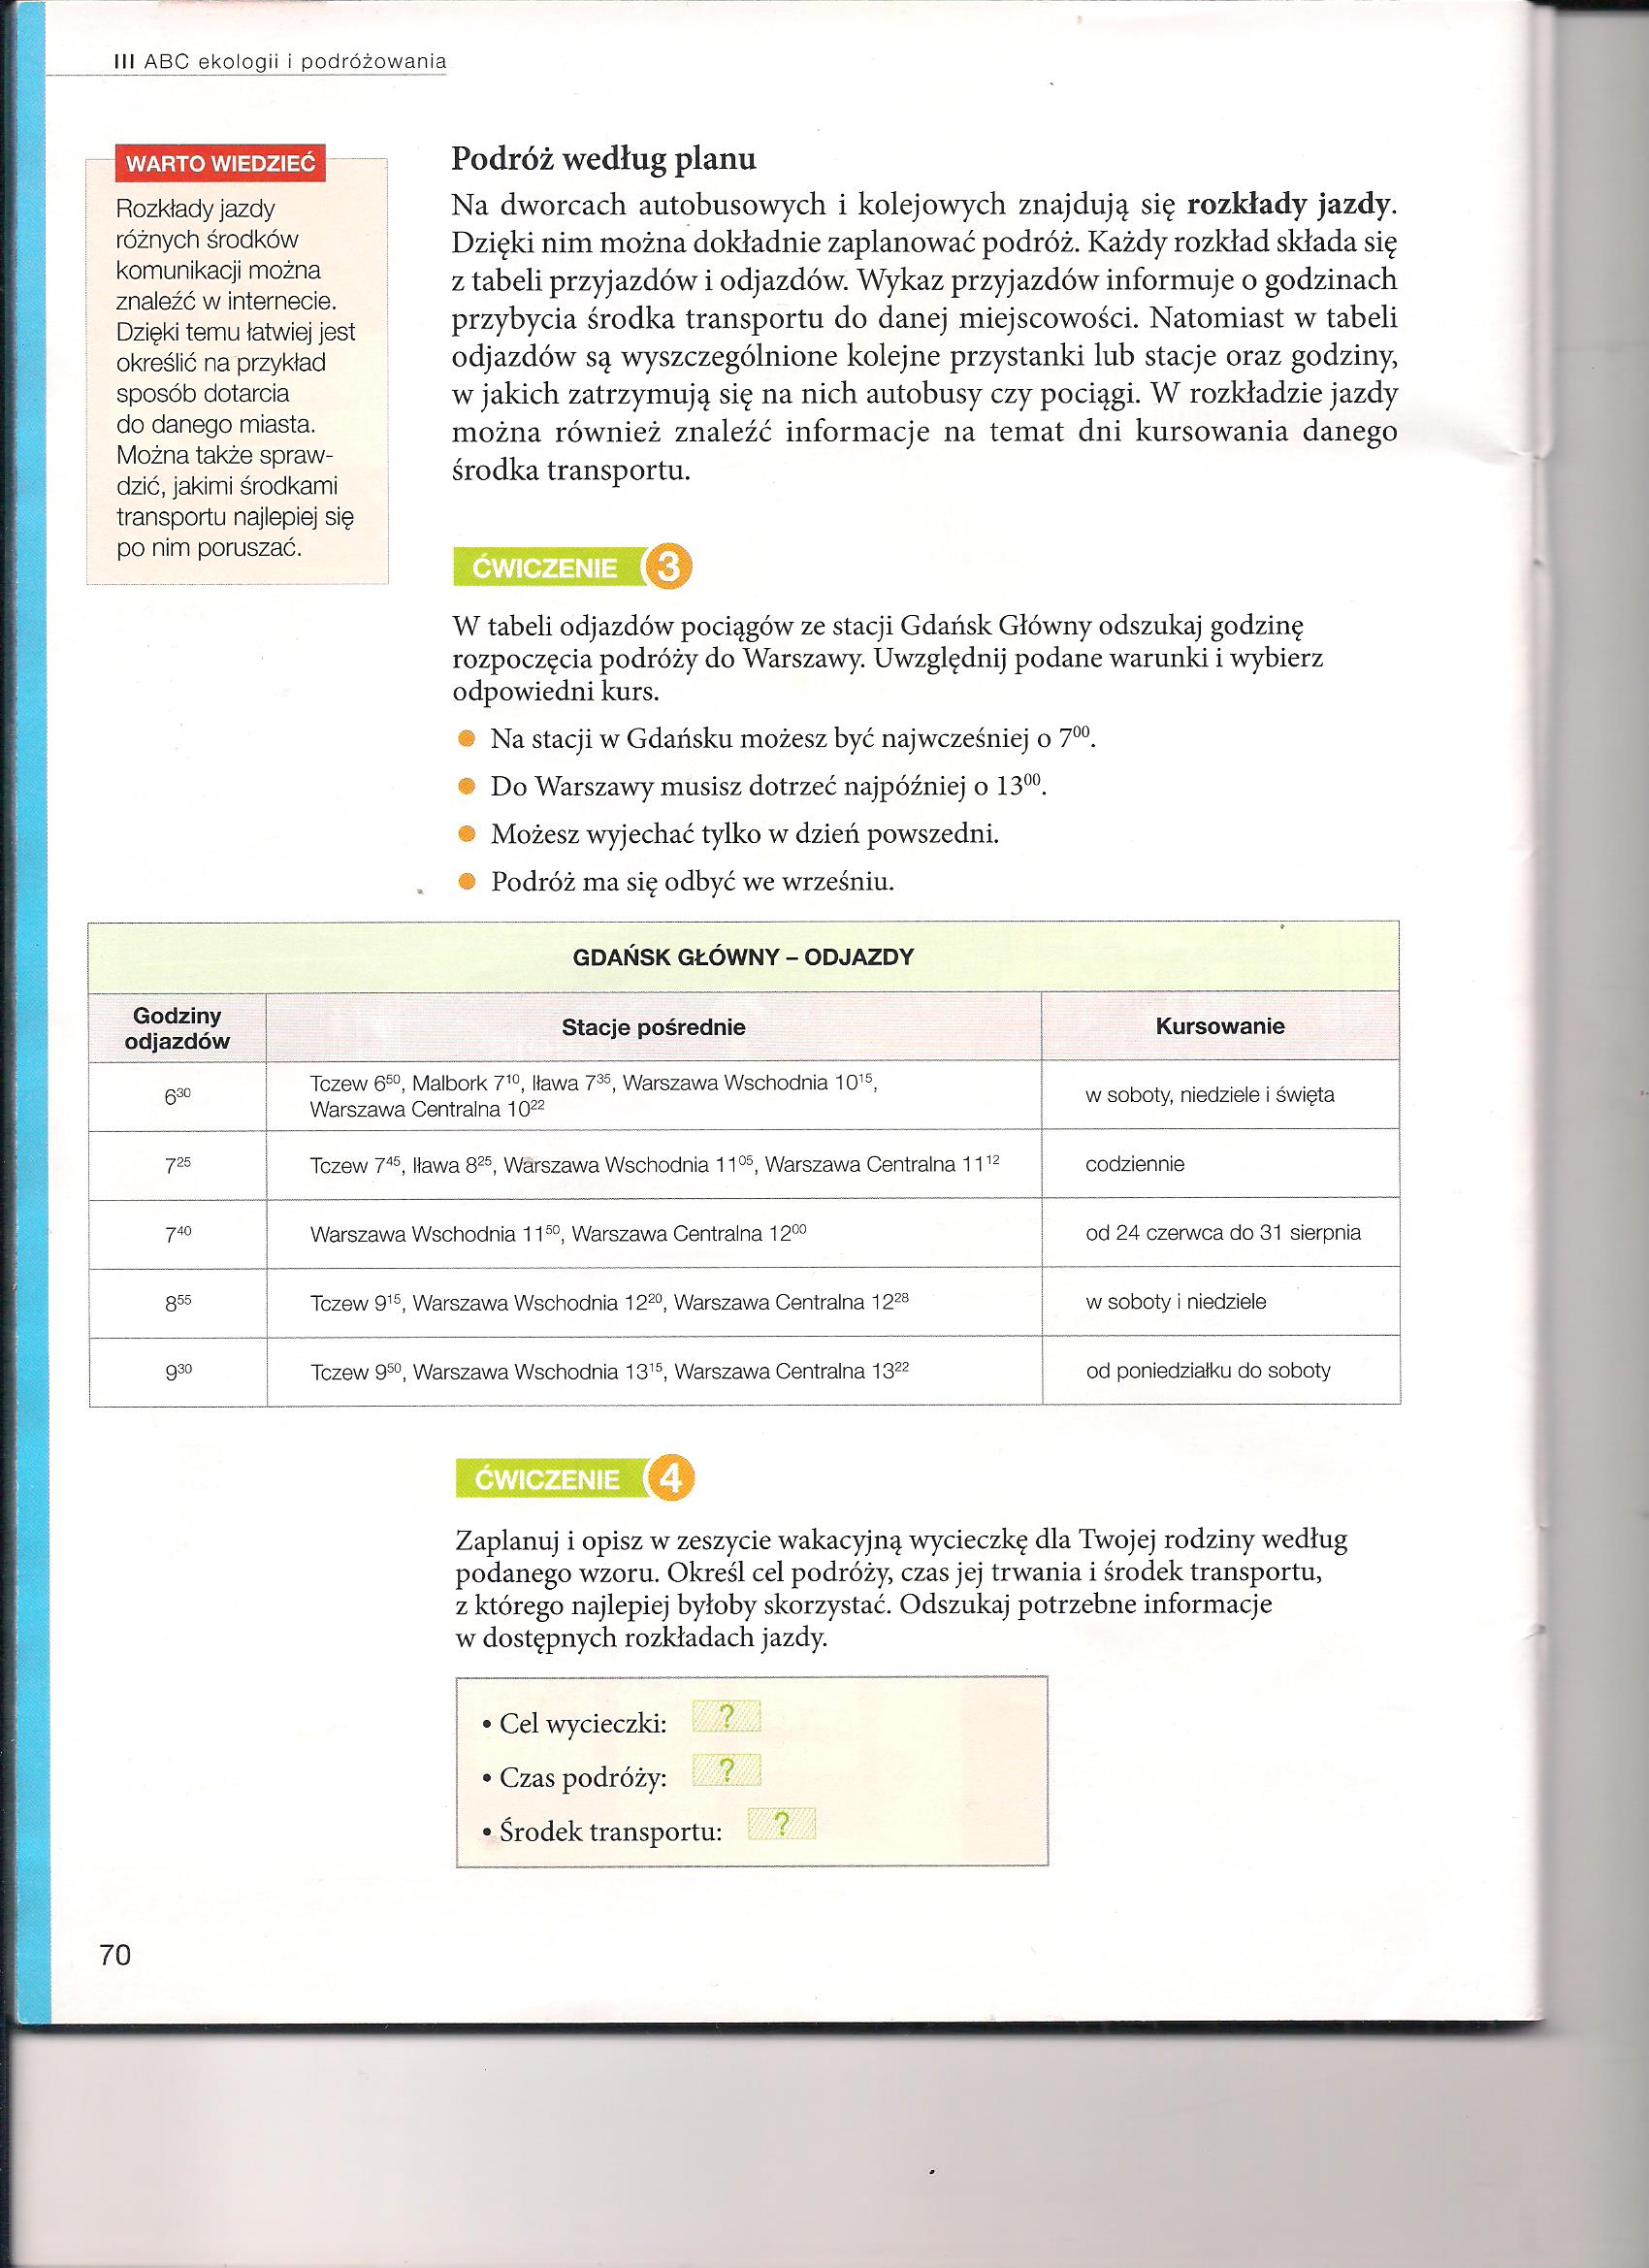 III ABC ekologii i podróżowania
WARTO WIEDZIEĆ
Rozkłady jazdy
różnych środków
komunikacji można
znaleźć w internecie.
Dzięki temu łatwiej jest
określić na przykład
sposób dotarcia
do danego miasta.
Można także spraw-
dzić, jakimi środkami
transportu najlepiej się
po nim poruszać.
Podróż według planu
Na dworcach autobusowych i kolejowych znajdują się rozkłady jazdy.
Dzięki nim można dokładnie zaplanować podróż. Każdy rozkład składa się
z tabeli przyjazdów i odjazdów. Wykaz przyjazdów informuje o godzinach
przybycia środka transportu do danej miejscowości. Natomiast w tabeli
odjazdów są wyszczególnione kolejne przystanki lub stacje oraz godziny,
w jakich zatrzymują się na nich autobusy czy pociągi. W rozkładzie jazdy
można również znaleźć informacje na temat dni kursowania danego
środka transportu.
ĆWICZENIE 3
W tabeli odjazdów pociągów ze stacji Gdańsk Główny odszukaj godzinę
rozpoczęcia podróży do Warszawy. Uwzględnij podane warunki i wybierz
odpowiedni kurs.
● Na stacji w Gdańsku możesz być najwcześniej o 7⁰⁰.
● Do Warszawy musisz dotrzeć najpóźniej o 13⁰⁰.
● Możesz wyjechać tylko w dzień powszedni.
● Podróż ma się odbyć we wrześniu.
GDAŃSK GŁÓWNY – ODJAZDY
Godziny
odjazdów
Stacje pośrednie
Kursowanie
6³⁰
Tczew 6⁵⁰, Malbork 7¹⁰, Iława 7³⁵, Warszawa Wschodnia 10¹⁵,
Warszawa Centralna 10²²
w soboty, niedziele i święta
7²⁵
Tczew 7⁴⁵, Iława 8²⁵, Warszawa Wschodnia 11⁰⁵, Warszawa Centralna 11¹²
codziennie
7⁴⁰
Warszawa Wschodnia 11⁵⁰, Warszawa Centralna 12⁰⁰
od 24 czerwca do 31 sierpnia
8⁵⁵
Tczew 9¹⁵, Warszawa Wschodnia 12²⁰, Warszawa Centralna 12²⁸
w soboty i niedziele
9³⁰
Tczew 9⁵⁰, Warszawa Wschodnia 13¹⁵, Warszawa Centralna 13²²
od poniedziałku do soboty
ĆWICZENIE 4
Zaplanuj i opisz w zeszycie wakacyjną wycieczkę dla Twojej rodziny według
podanego wzoru. Określ cel podróży, czas jej trwania i środek transportu,
z którego najlepiej byłoby skorzystać. Odszukaj potrzebne informacje
w dostępnych rozkładach jazdy.
• Cel wycieczki: ?
• Czas podróży: ?
• Środek transportu: ?
70